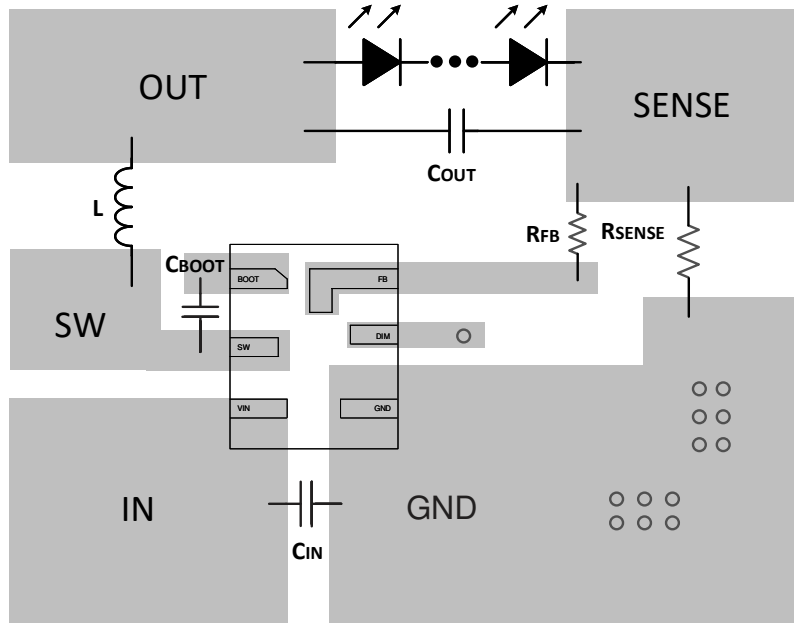 OUT
SENSE
COUT
L
RFB
RSENSE
CBOOT
BOOT
FB
SW
DIM
SW
VIN
GND
IN
GND
CIN